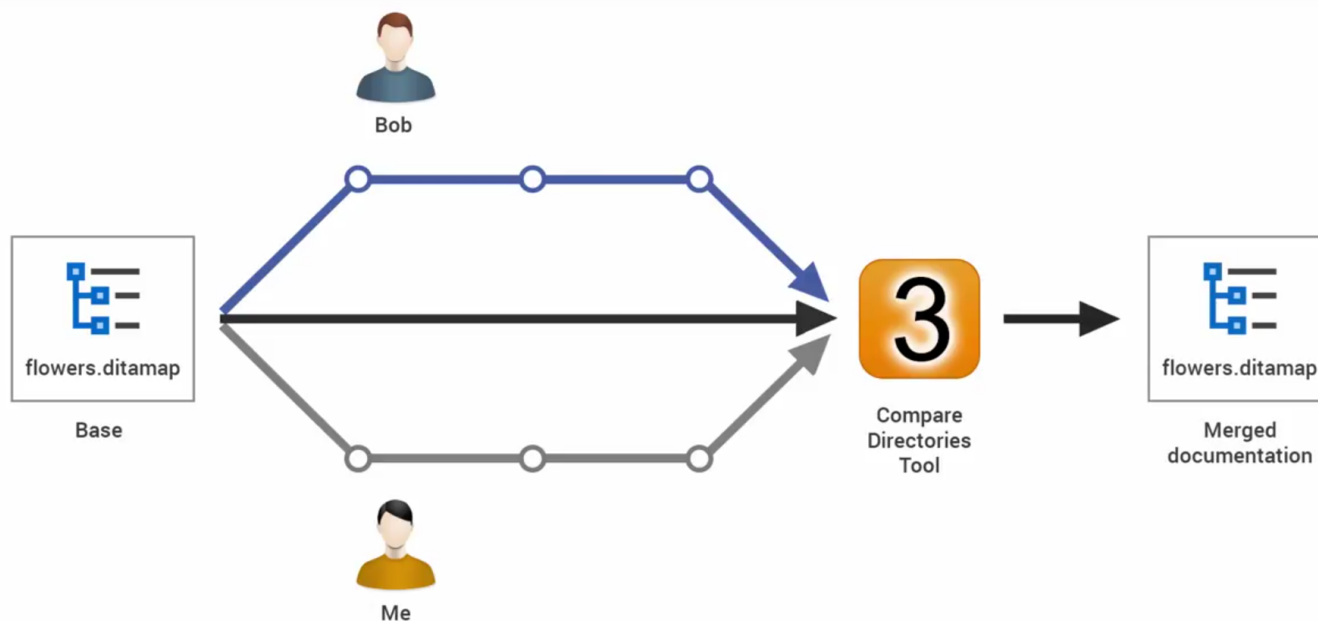 Bob
flowers.ditamap
Base
3
Compare
Directories
Tool
flowers.ditamap
Merged
documentation
Me